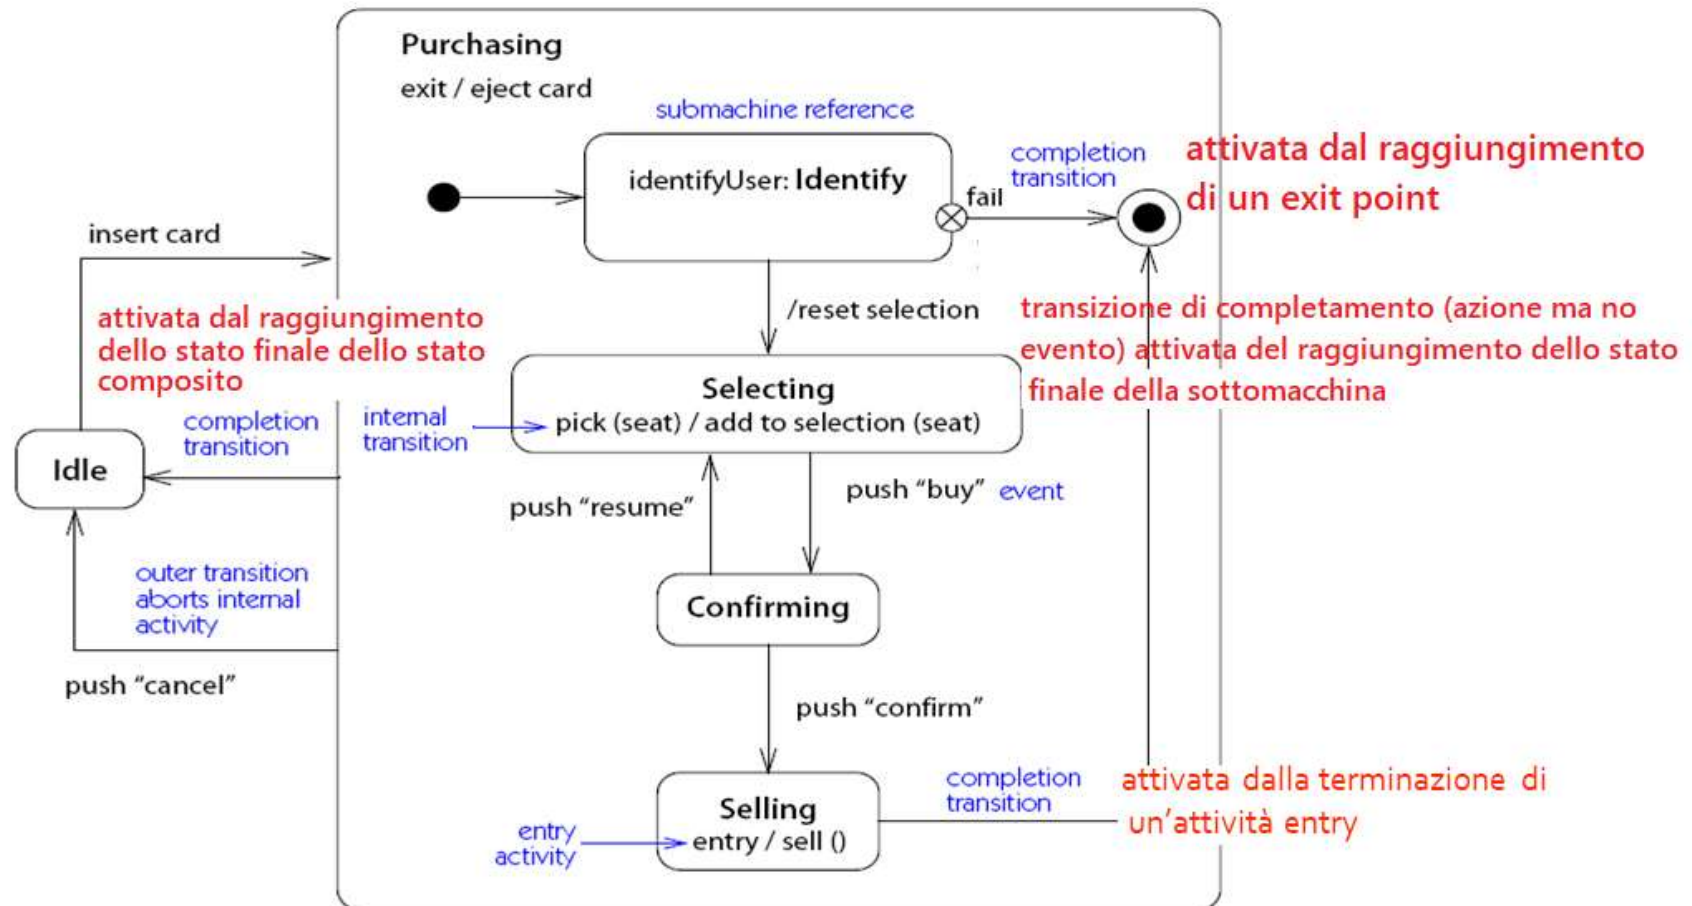 Purchasing
exit / eject card
submachine reference
identifyUser: Identify
fail
completion
transition
attivata dal raggiungimento
di un exit point
insert card
/reset selection
attivata dal raggiungimento
dello stato finale dello stato
composito
transizione di completamento (azione ma no
evento) attivata del raggiungimento dello stato
finale della sottomacchina
Selecting
pick (seat) / add to selection (seat)
internal
transition
completion
transition
Idle
push “resume”
push “buy”
event
outer transition
aborts internal
activity
push “cancel”
Confirming
push “confirm”
Selling
entry / sell ()
entry
activity
completion
transition
attivata dalla terminazione di
un’attività entry